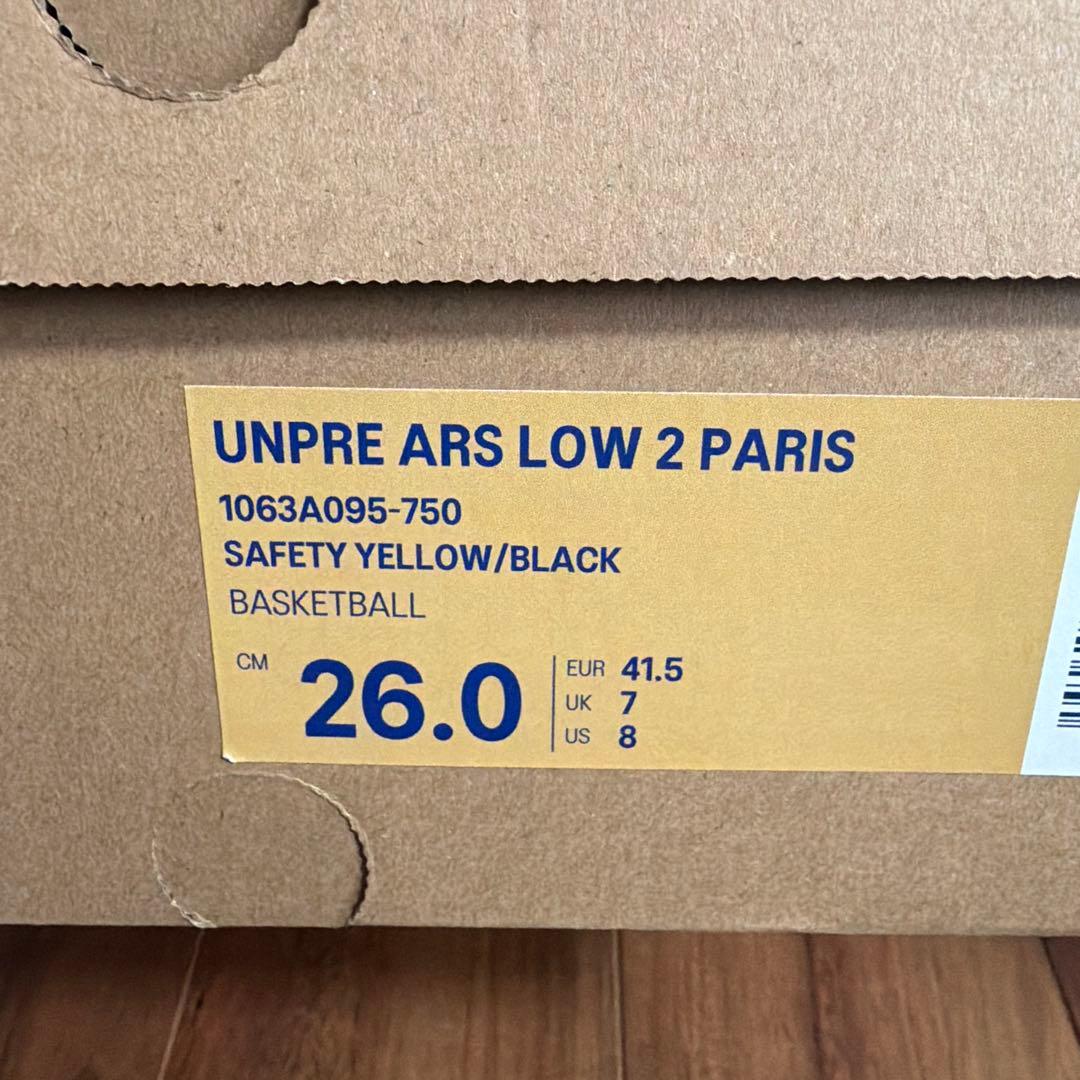 UNPRE ARS LOW 2 PARIS
1063A095-750
SAFETY YELLOW/BLACK
BASKETBALL
CM 26.0
EUR 41.5
UK 7
US 8